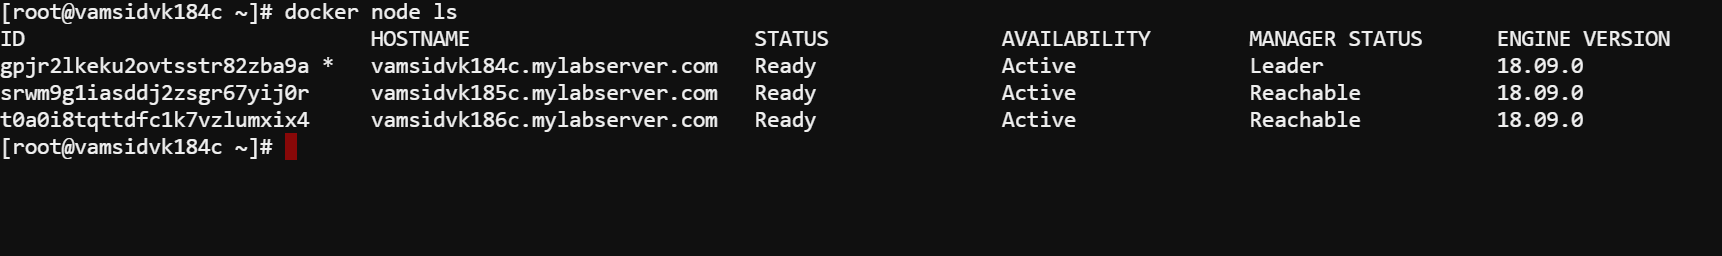 [root@vamsidvk184c ~]# docker node ls
ID HOSTNAME STATUS AVAILABILITY MANAGER STATUS ENGINE VERSION
gpjr2lkeku2ovtsstr82zba9a * vamsidvk184c.mylabserver.com Ready Active Leader 18.09.0
srwm9g1iasddj2zsgr67yij0r vamsidvk185c.mylabserver.com Ready Active Reachable 18.09.0
t0a0i8tqttdfc1k7vzlumxix4 vamsidvk186c.mylabserver.com Ready Active Reachable 18.09.0
[root@vamsidvk184c ~]#